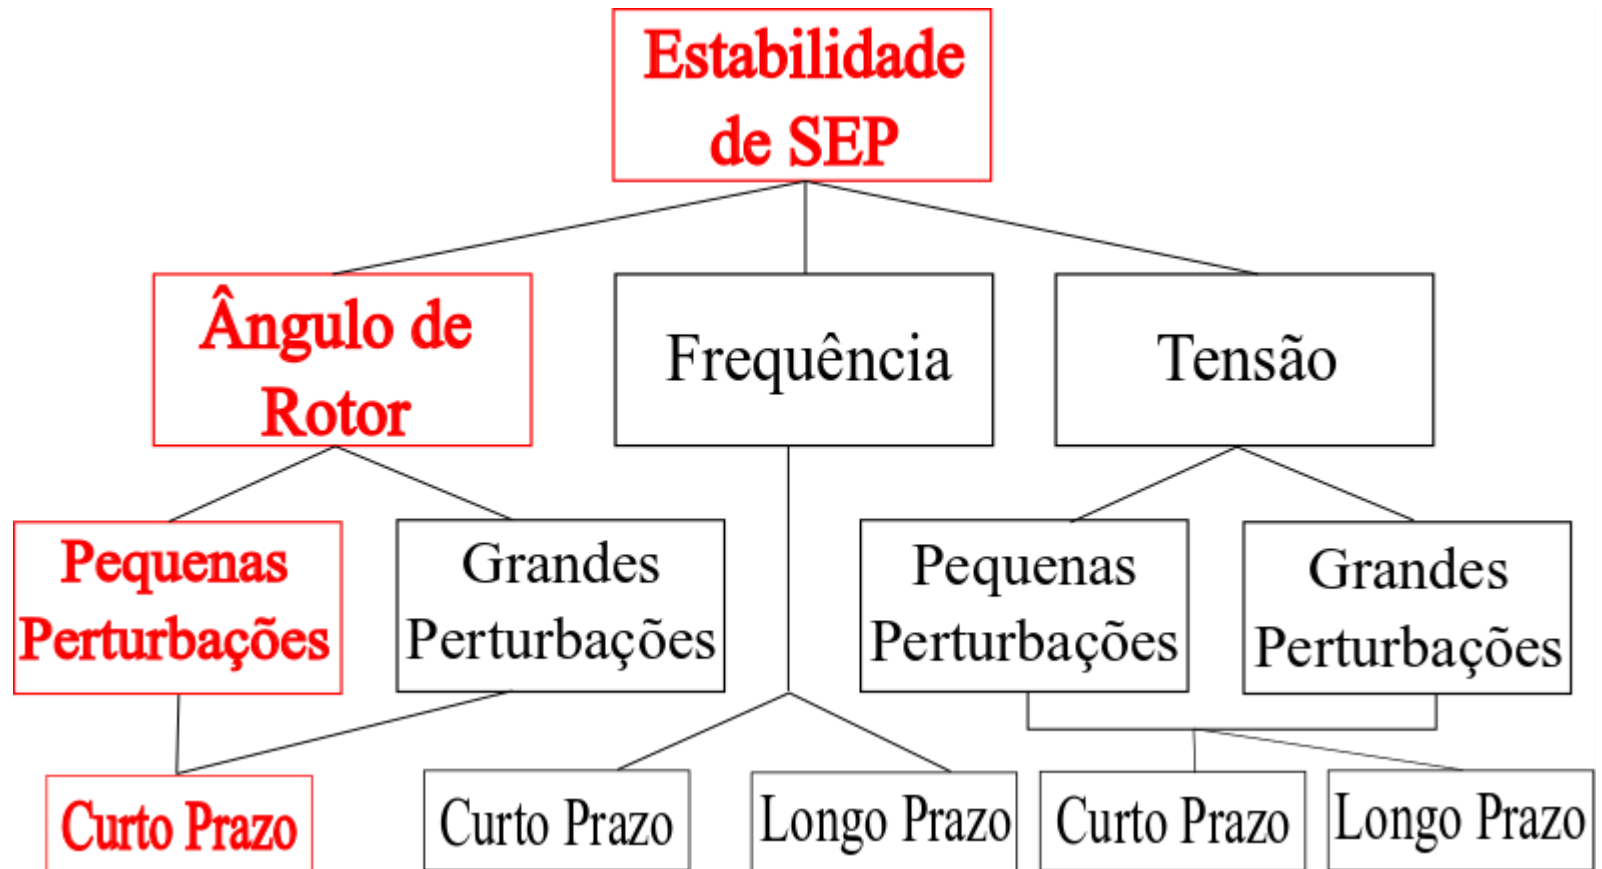 Estabilidade
de SEP
Ângulo de
Rotor
Frequência
Tensão
Pequenas
Perturbações
Grandes
Perturbações
Pequenas
Perturbações
Grandes
Perturbações
Curto Prazo
Curto Prazo
Longo Prazo
Curto Prazo
Longo Prazo